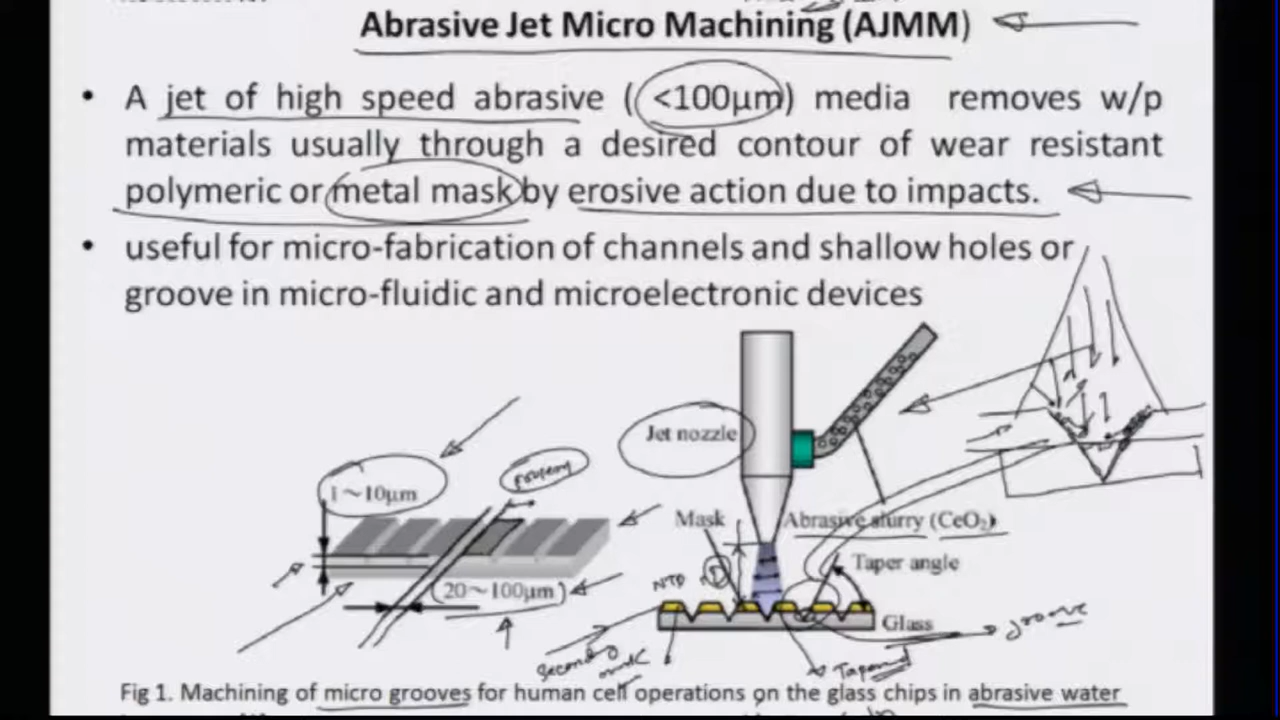 Abrasive Jet Micro Machining (AJMM)
• A jet of high speed abrasive (<100µm) media removes w/p
materials usually through a desired contour of wear resistant
polymeric or metal mask by erosive action due to impacts.
• useful for micro-fabrication of channels and shallow holes or
groove in micro-fluidic and microelectronic devices
Jet nozzle
1~10µm
Mask
Abrasive slurry (CeO₂)
Taper angle
NTD
20~100µm
Glass
groove
Second
mask
Tapered
Fig 1. Machining of micro grooves for human cell operations on the glass chips in abrasive water